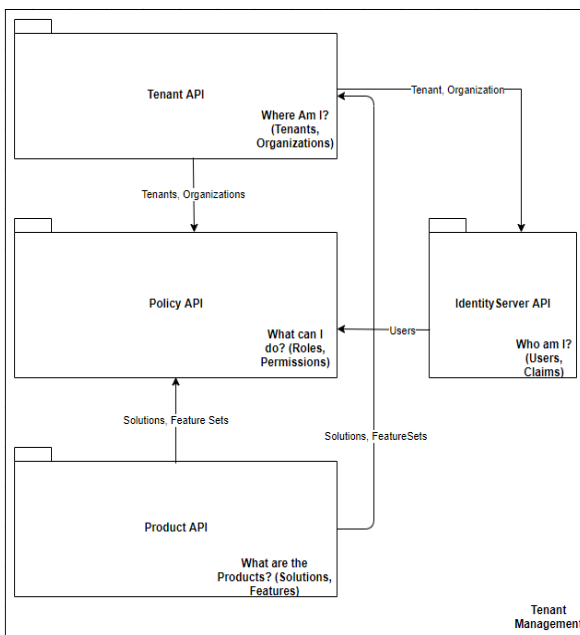 Tenant API
Where Am I?
(Tenants,
Organizations)
Tenant, Organization
Tenants, Organizations
Policy API
What can I
do? (Roles,
Permissions)
IdentityServer API
Who am I?
(Users,
Claims)
Users
Solutions, Feature Sets
Solutions, FeatureSets
Product API
What are the
Products? (Solutions,
Features)
Tenant
Management